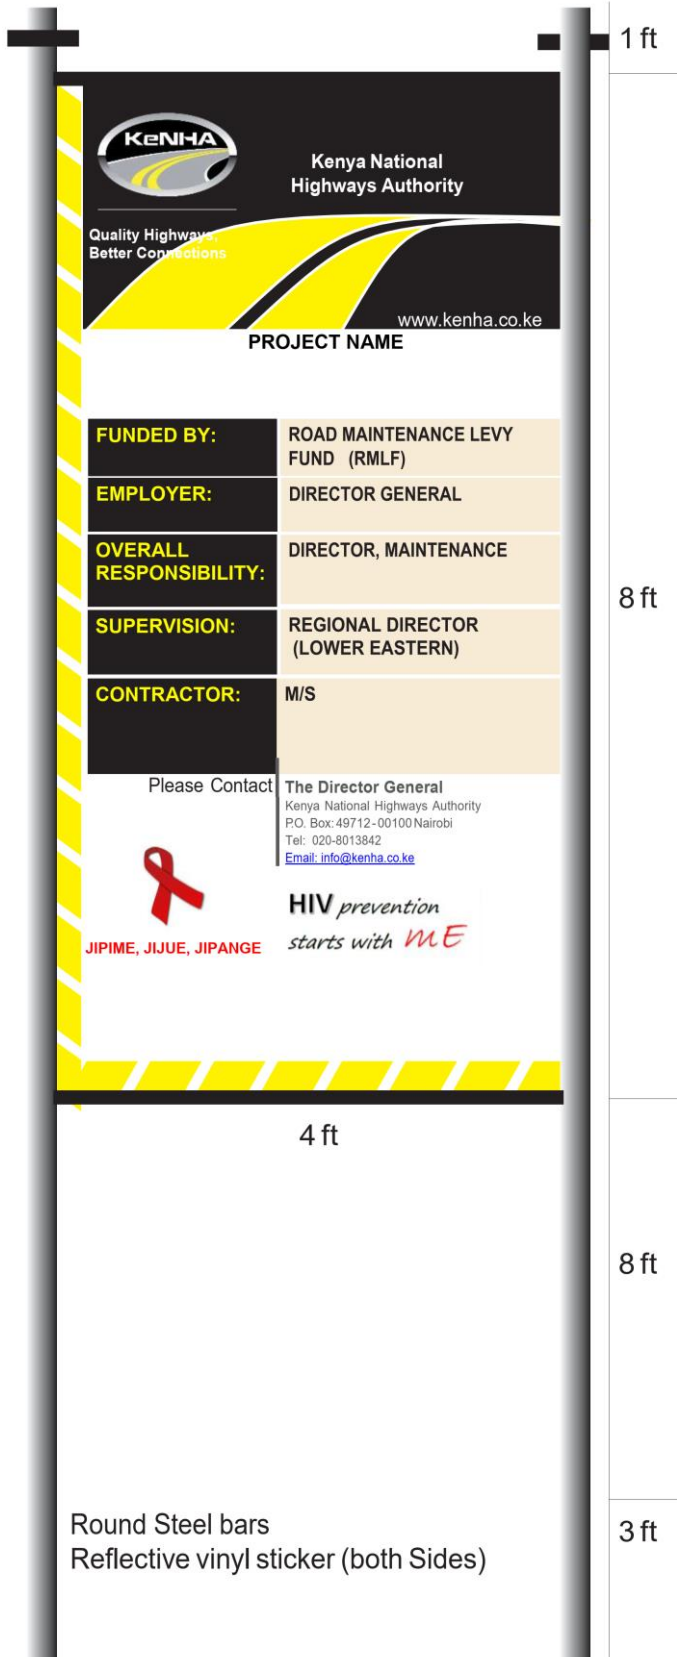 1 ft
KeNHA
Kenya National
Highways Authority
Quality Highways,
Better Connections
www.kenha.co.ke
PROJECT NAME
FUNDED BY:
ROAD MAINTENANCE LEVY
FUND (RMLF)
EMPLOYER:
DIRECTOR GENERAL
OVERALL
RESPONSIBILITY:
DIRECTOR, MAINTENANCE
8 ft
SUPERVISION:
REGIONAL DIRECTOR
(LOWER EASTERN)
CONTRACTOR:
M/S
Please Contact
The Director General
Kenya National Highways Authority
P.O. Box: 49712 - 00100 Nairobi
Tel: 020-8013842
Email: info@kenha.co.ke
JIPIME, JIJUE, JIPANGE
HIV prevention
starts with ME
4 ft
8 ft
Round Steel bars
Reflective vinyl sticker (both Sides)
3 ft